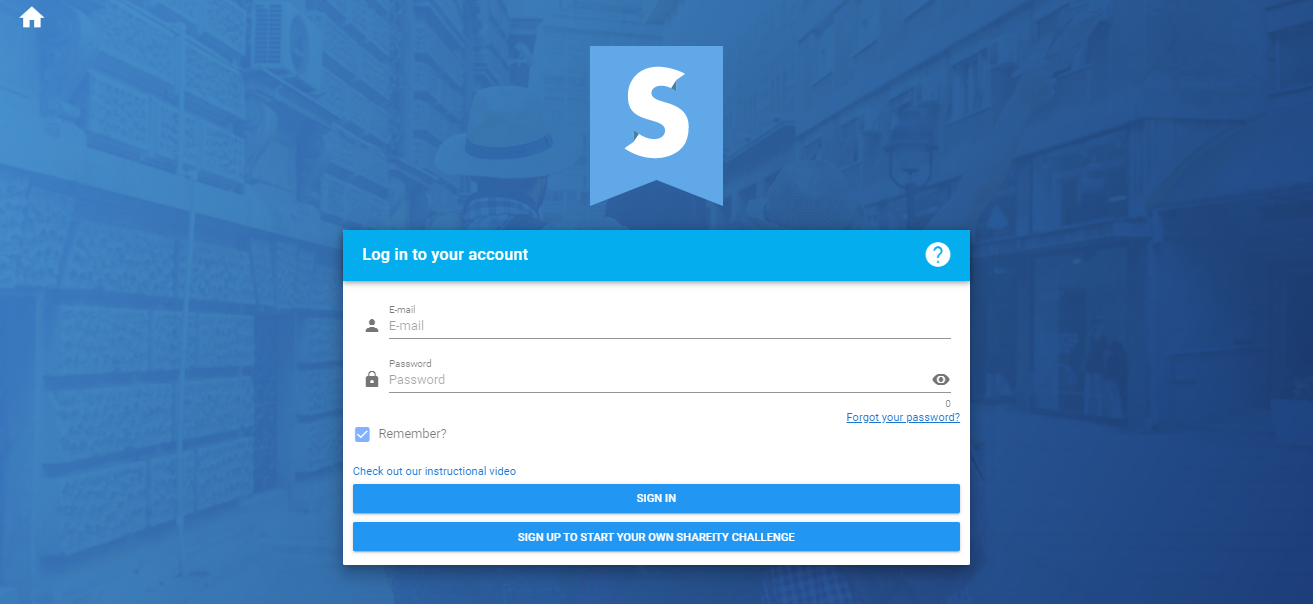 S
Log in to your account
?
E-mail
E-mail
Password
Password
0
Forgot your password?
Remember?
Check out our instructional video
SIGN IN
SIGN UP TO START YOUR OWN SHAREITY CHALLENGE